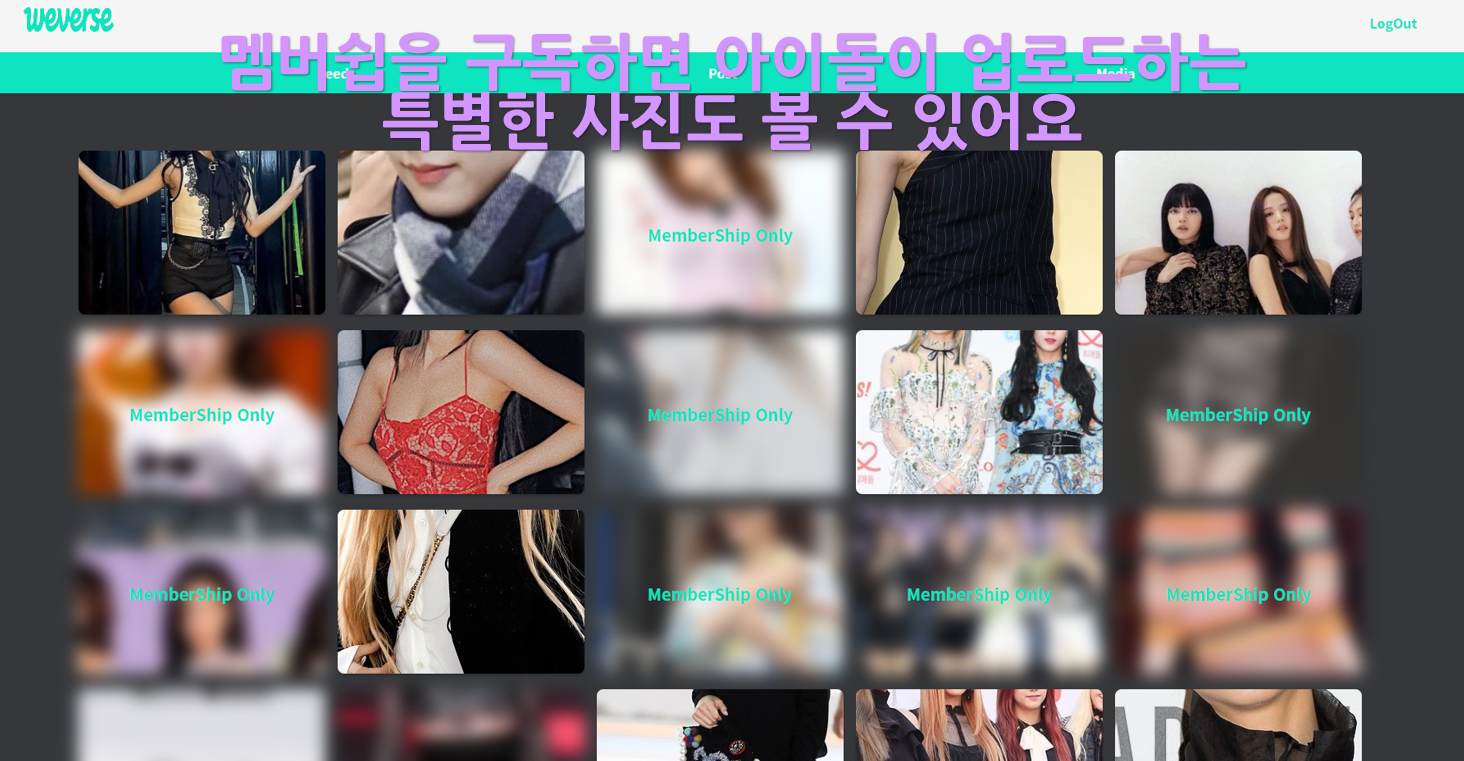 weverse
LogOut
멤버쉽을 구독하면 아이돌이 업로드하는
Feed Post Media
특별한 사진도 볼 수 있어요
MemberShip Only
MemberShip Only
MemberShip Only
MemberShip Only
MemberShip Only
MemberShip Only
MemberShip Only
MemberShip Only